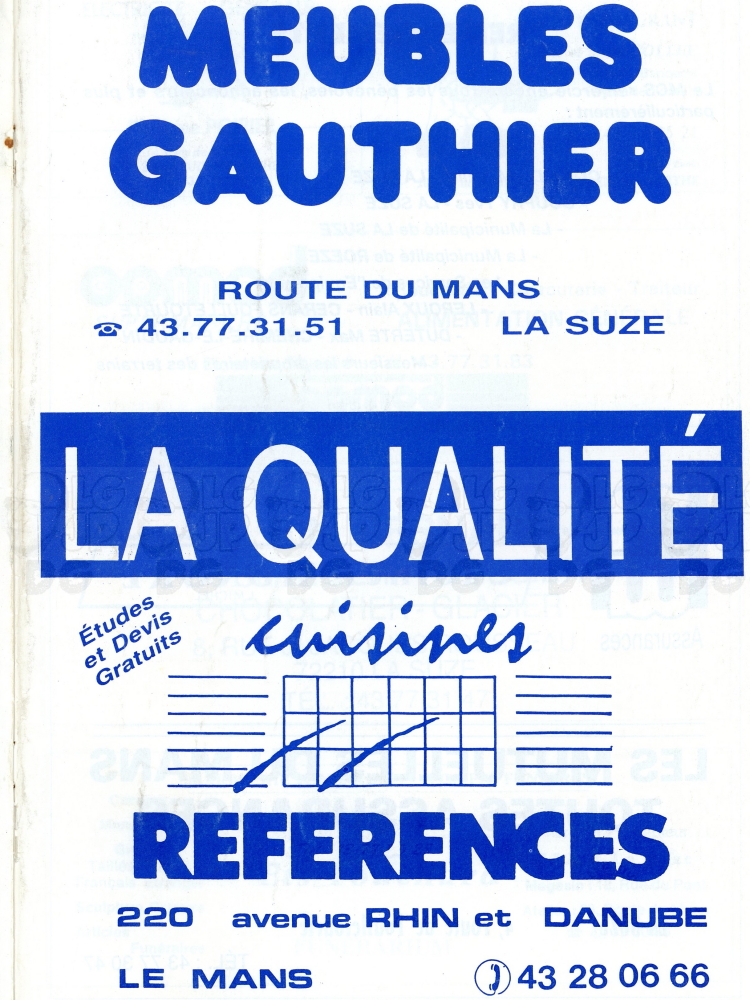 MEUBLES
GAUTHIER
ROUTE DU MANS
☎ 43.77.31.51 LA SUZE
LA QUALITÉ
Études
et Devis
Gratuits
cuisines
REFERENCES
220 avenue RHIN et DANUBE
LE MANS 43 28 06 66